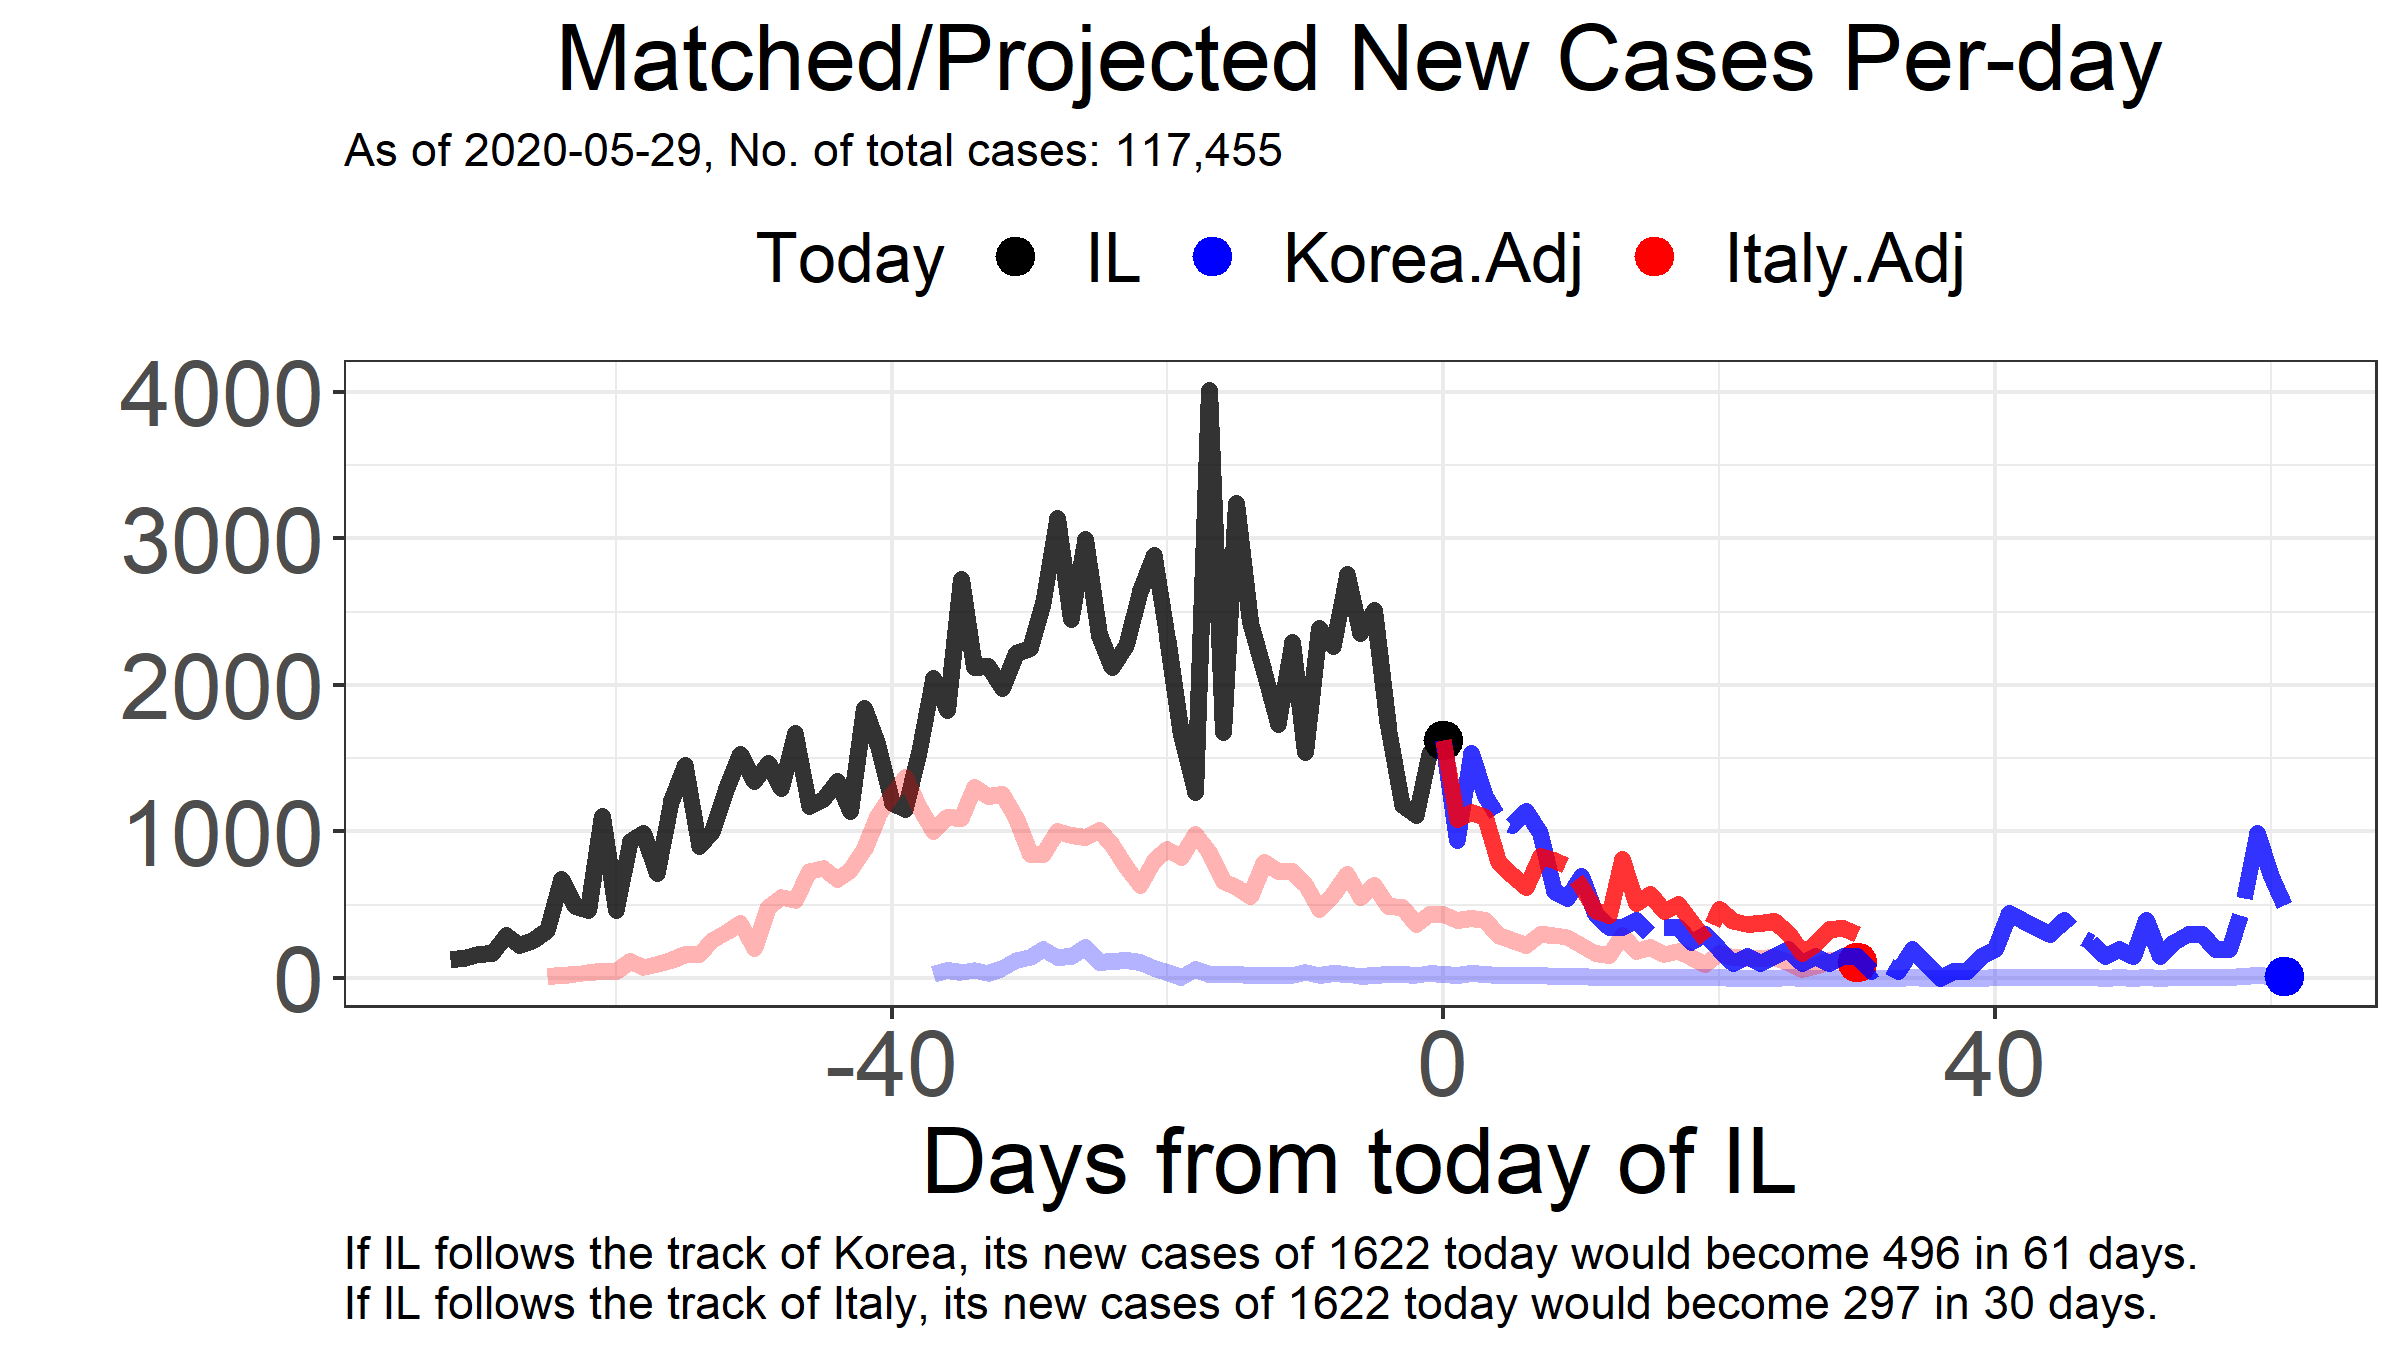 Matched/Projected New Cases Per-day
As of 2020-05-29, No. of total cases: 117,455
Today IL Korea.Adj Italy.Adj
4000
3000
2000
1000
0
-40 0 40
Days from today of IL
If IL follows the track of Korea, its new cases of 1622 today would become 496 in 61 days.
If IL follows the track of Italy, its new cases of 1622 today would become 297 in 30 days.